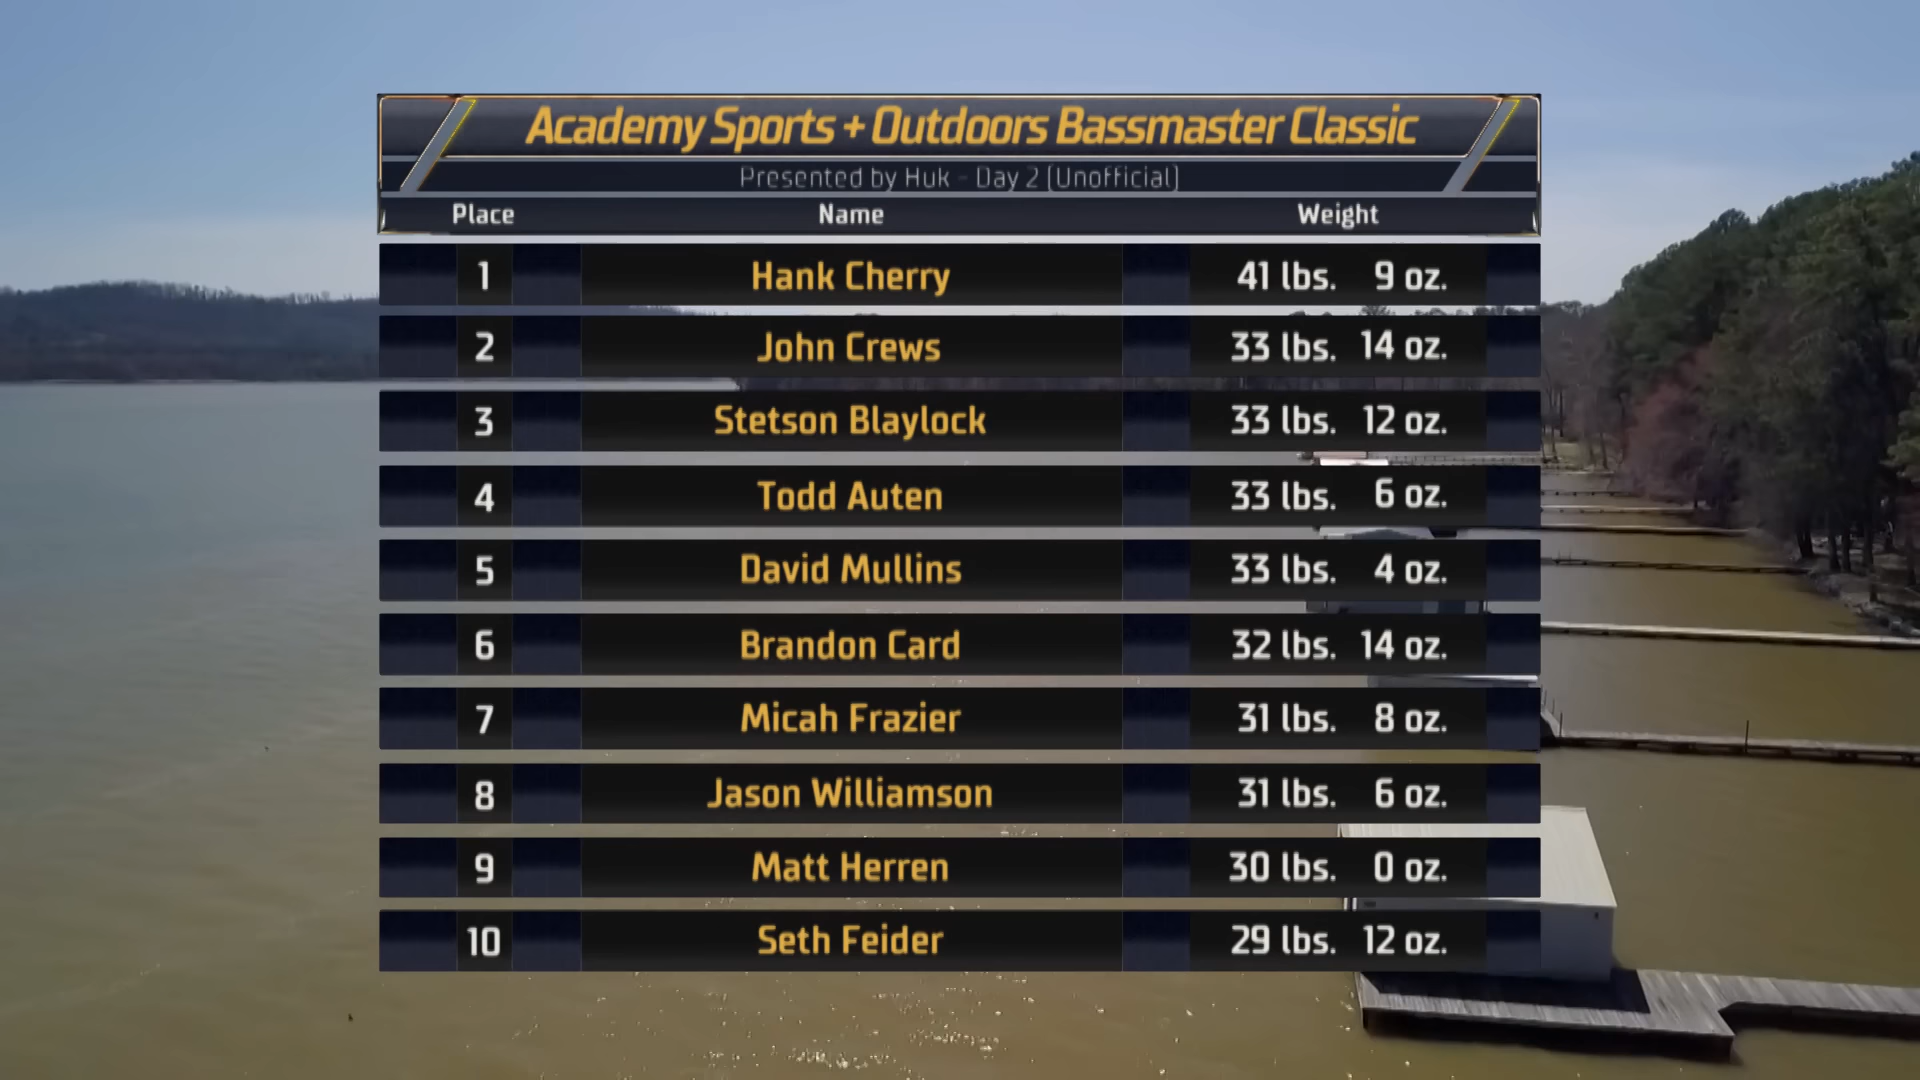 Academy Sports + Outdoors Bassmaster Classic
Presented by Huk - Day 2 (Unofficial)
Place Name Weight
1 Hank Cherry 41 lbs. 9 oz.
2 John Crews 33 lbs. 14 oz.
3 Stetson Blaylock 33 lbs. 12 oz.
4 Todd Auten 33 lbs. 6 oz.
5 David Mullins 33 lbs. 4 oz.
6 Brandon Card 32 lbs. 14 oz.
7 Micah Frazier 31 lbs. 8 oz.
8 Jason Williamson 31 lbs. 6 oz.
9 Matt Herren 30 lbs. 0 oz.
10 Seth Feider 29 lbs. 12 oz.